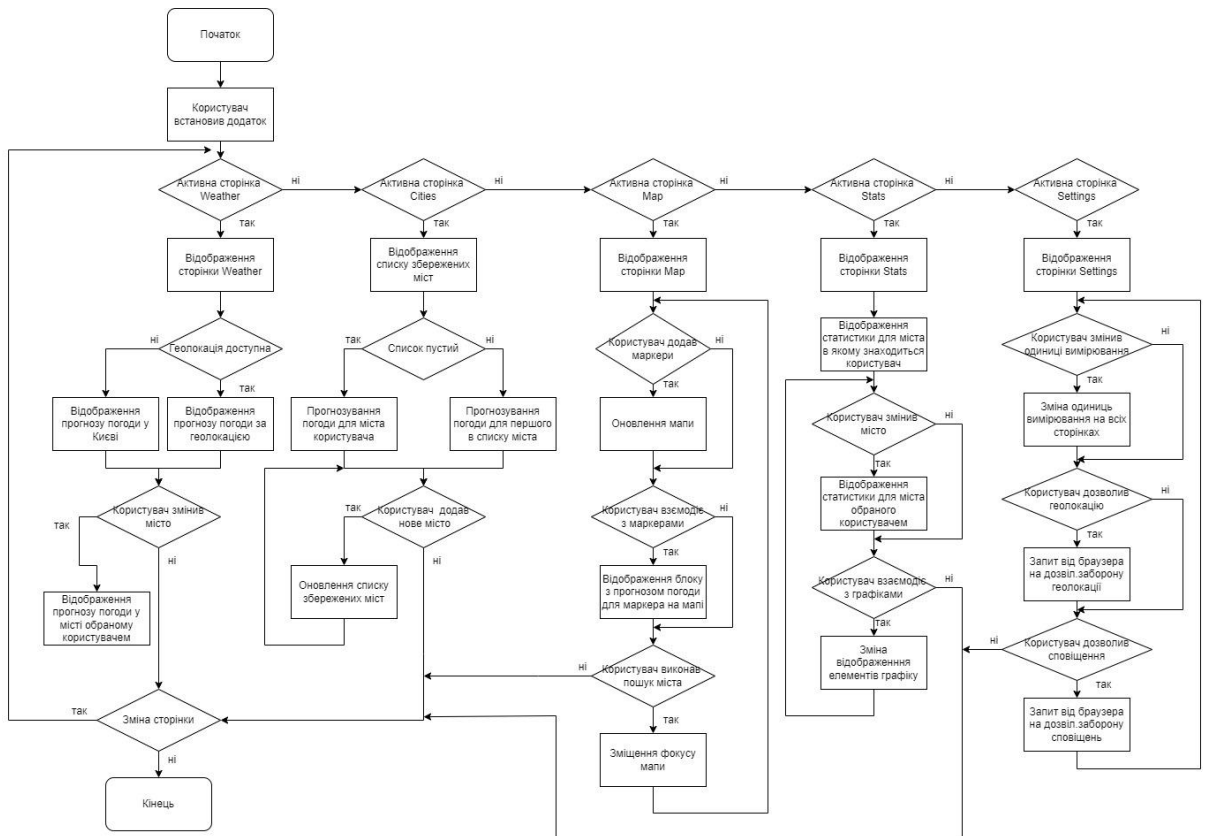 Початок
Користувач
встановив додаток
Активна сторінка
Weather
ні
Активна сторінка
Cities
ні
Активна сторінка
Map
ні
Активна сторінка
Stats
ні
Активна сторінка
Settings
так
так
так
так
так
Відображення
сторінки Weather
Відображення
списку збережених
міст
Відображення
сторінки Map
Відображення
сторінки Stats
Відображення
сторінки Settings
ні
Геолокація доступна
так
так
Список пустий
ні
Користувач додав
маркери
ні
так
Відображення
статистики для міста
в якому знаходиться
користувач
Користувач змінив
одиниці вимірювання
ні
так
Відображення
прогнозу погоди у
Києві
Відображення
прогнозу погоди за
геолокацією
Прогнозування
погоди для міста
користувача
Прогнозування
погоди для першого
в списку міста
Оновлення мапи
Користувач змінив
місто
ні
так
Зміна одиниць
вимірювання на всіх
сторінках
Користувач змінив
місто
так
ні
так
Користувач додав
нове місто
ні
Користувач взємодіє
з маркерами
ні
так
Відображення
статистики для міста
обраного
користувачем
Користувач дозволив
геолокацію
ні
так
Відображення
прогнозу погоди у
місті обраному
користувачем
Оновлення списку
збережених міст
Відображення блоку
з прогнозом погоди
для маркера на мапі
Користувач взаємодіє
з графіками
ні
так
Запит від браузера
на дозвіл.заборону
геолокації
ні
Користувач виконав
пошук міста
так
Зміна
відображенння
елементів графіку
ні
Користувач дозволив
сповіщення
так
так
Зміна сторінки
ні
Зміщення фокусу
мапи
Запит від браузера
на дозвіл.заборону
сповіщень
Кінець